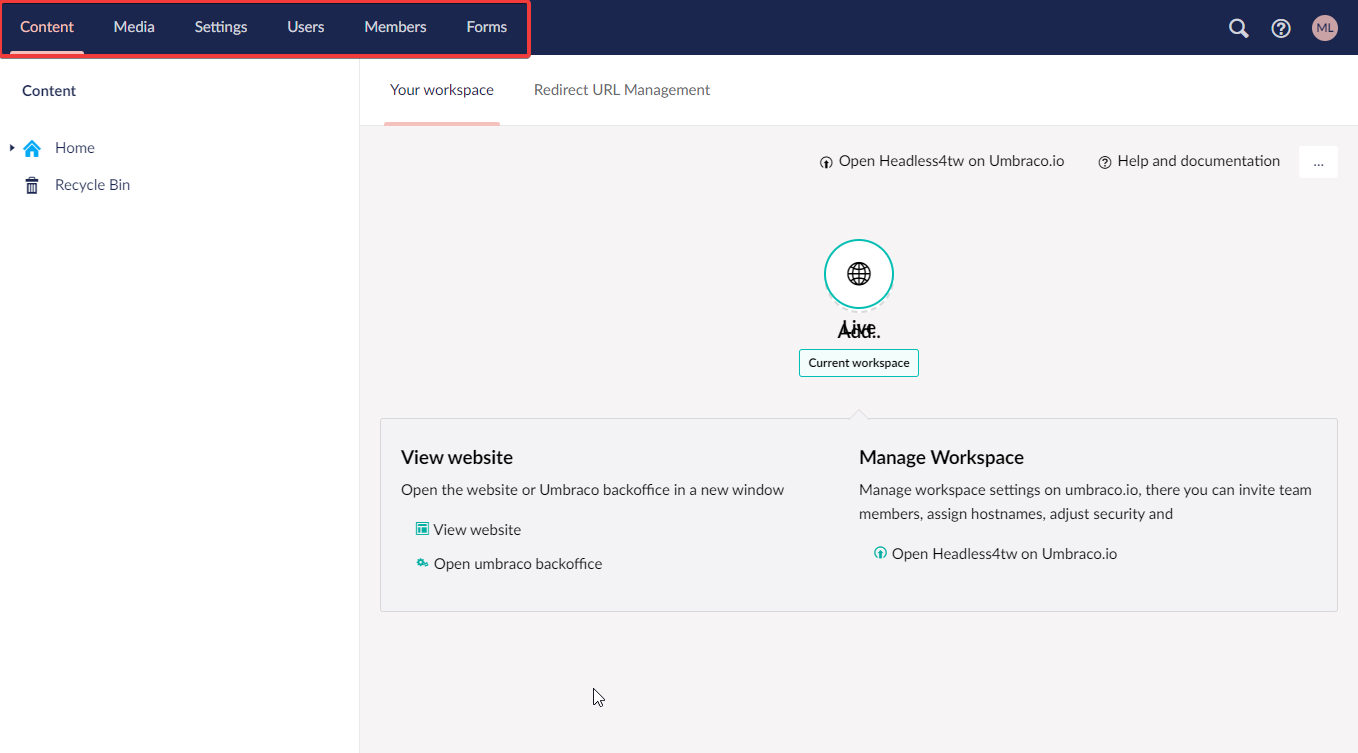 Content Media Settings Users Members Forms ML
Content
Home
Recycle Bin
Your workspace Redirect URL Management
Open Headless4tw on Umbraco.io Help and documentation ...
Live
Add..
Current workspace
View website
Open the website or Umbraco backoffice in a new window
View website
Open umbraco backoffice
Manage Workspace
Manage workspace settings on umbraco.io, there you can invite team
members, assign hostnames, adjust security and
Open Headless4tw on Umbraco.io